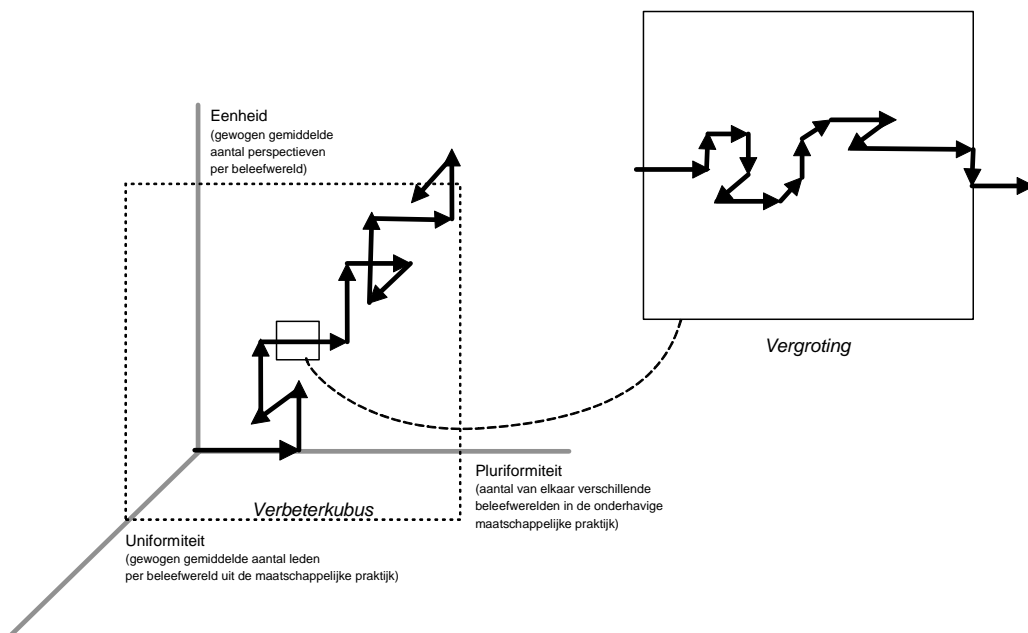 Eenheid
(gewogen gemiddelde
aantal perspectieven
per beleefwereld)
Vergroting
Pluriformiteit
(aantal van elkaar verschillende
beleefwerelden in de onderhavige
maatschappelijke praktijk)
Verbeterkubus
Uniformiteit
(gewogen gemiddelde aantal leden
per beleefwereld uit de maatschappelijke praktijk)